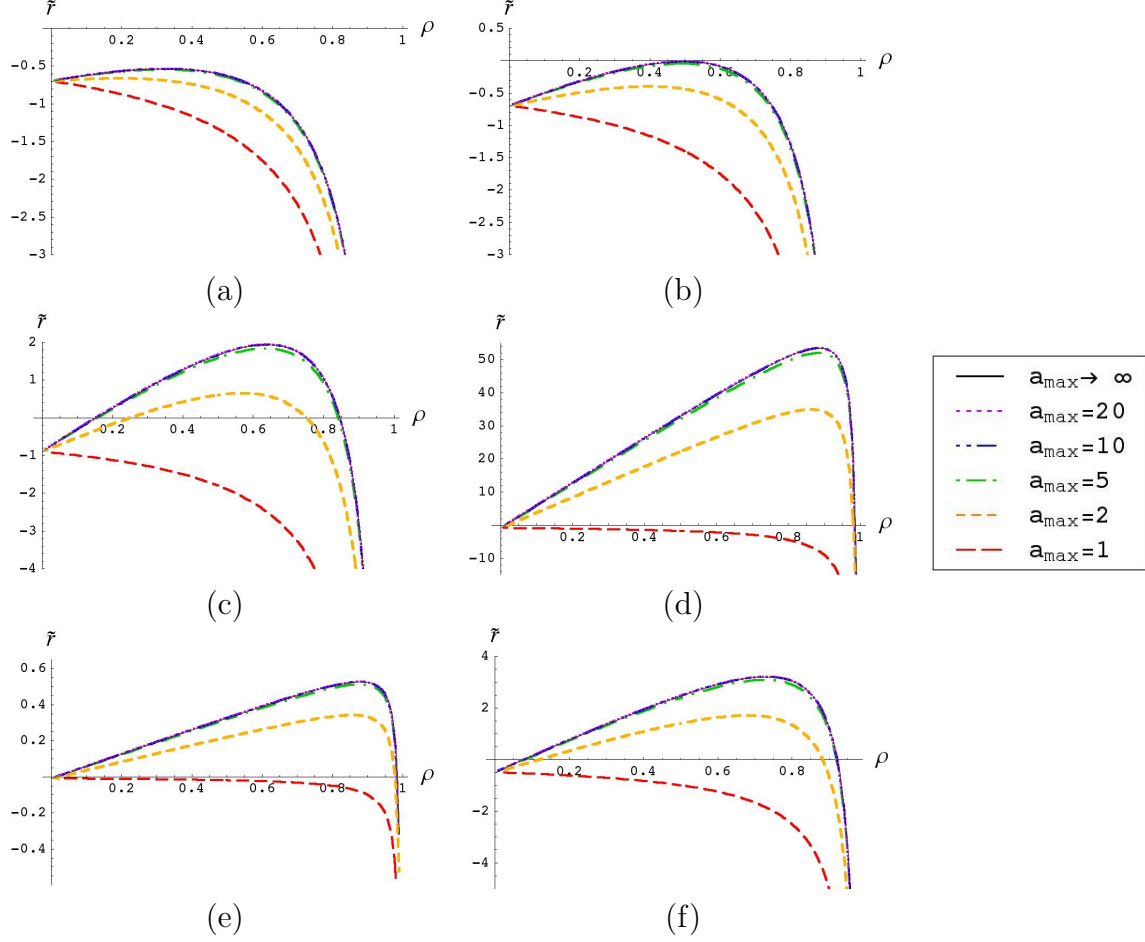 r̃
ρ
0.2 0.4 0.6 0.8 1
-0.5
-1
-1.5
-2
-2.5
-3
(a)
r̃
ρ
0.5
0.2 0.4 0.6 0.8 1
-0.5
-1
-1.5
-2
-2.5
-3
(b)
r̃
ρ
2
1
0.2 0.4 0.6 0.8 1
-1
-2
-3
-4
(c)
r̃
ρ
50
40
30
20
10
0.2 0.4 0.6 0.8 1
-10
(d)
a_max→ ∞
a_max=20
a_max=10
a_max=5
a_max=2
a_max=1
r̃
ρ
0.6
0.4
0.2
0.2 0.4 0.6 0.8 1
-0.2
-0.4
(e)
r̃
ρ
4
2
0.2 0.4 0.6 0.8 1
-2
-4
(f)